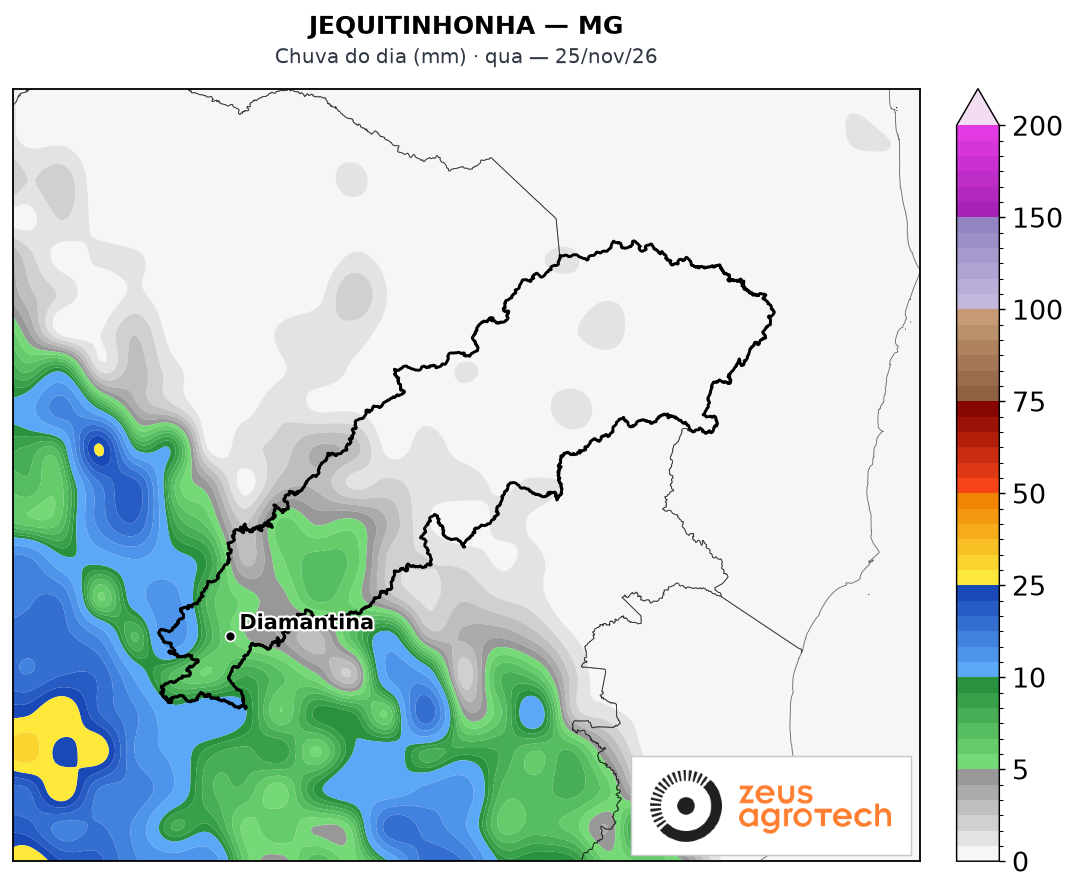 JEQUITINHONHA — MG
Chuva do dia (mm) · qua — 25/nov/26
200
150
100
75
50
25
10
5
0
Diamantina
zeus
agrotech